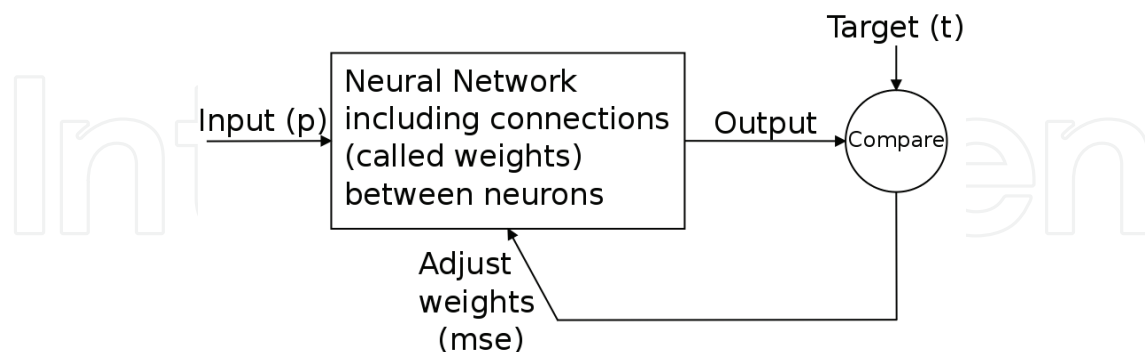 Target (t)
Input (p)
Neural Network
including connections
(called weights)
between neurons
Output
Compare
Adjust
weights
(mse)